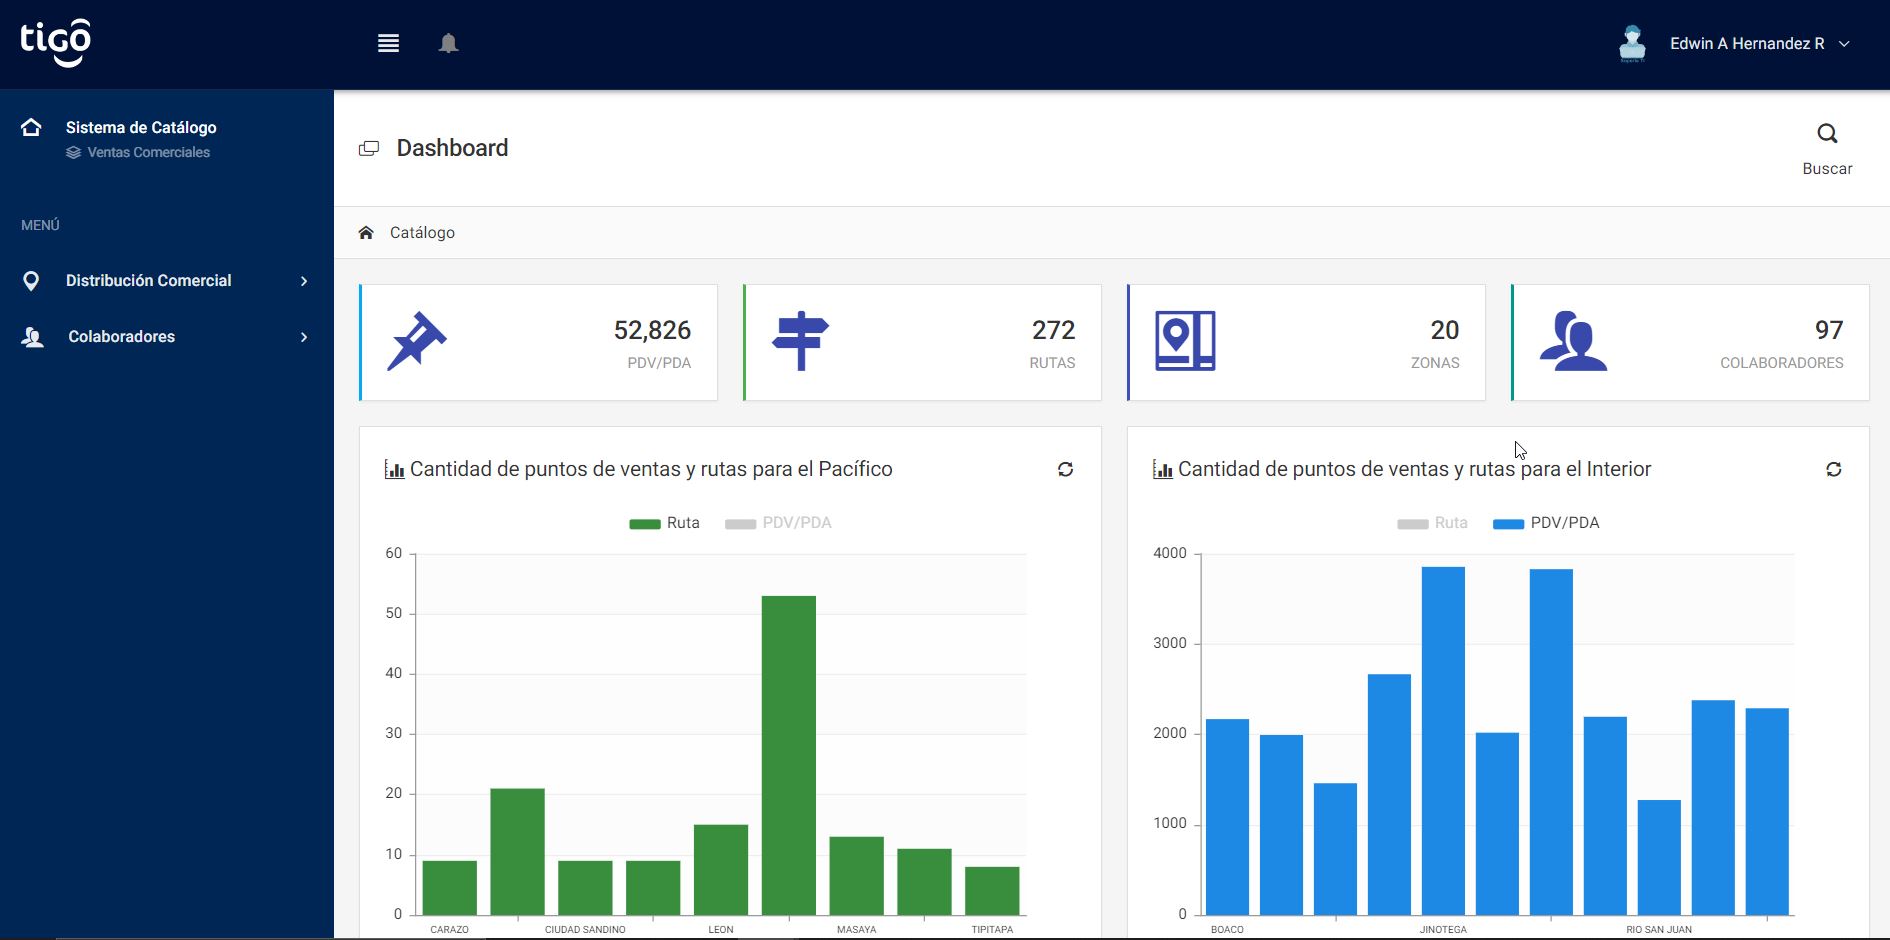 tigo
Edwin A Hernandez R
Sistema de Catálogo
Ventas Comerciales
MENÚ
Distribución Comercial
Colaboradores
Dashboard
Buscar
Catálogo
52,826
PDV/PDA
272
RUTAS
20
ZONAS
97
COLABORADORES
Cantidad de puntos de ventas y rutas para el Pacífico
Ruta PDV/PDA
60
50
40
30
20
10
0
CARAZO CIUDAD SANDINO LEON MASAYA TIPITAPA
Cantidad de puntos de ventas y rutas para el Interior
Ruta PDV/PDA
4000
3000
2000
1000
0
BOACO JINOTEGA RIO SAN JUAN